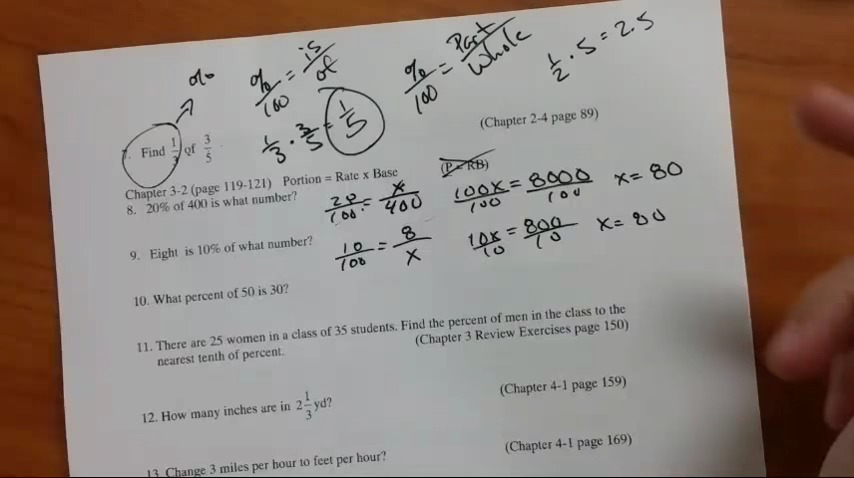 % %/100 = is/of %/100 = Part/Whole 1/2 · 5 = 2.5
1/3 · 3/5 = 1/5
7. Find 1/3 of 3/5 (Chapter 2-4 page 89)
Chapter 3-2 (page 119-121) Portion = Rate x Base (P = RB)
8. 20% of 400 is what number? 20/100 = x/400 100x/100 = 8000/100 x = 80
9. Eight is 10% of what number? 10/100 = 8/x 10x/10 = 800/10 x = 80
10. What percent of 50 is 30?
11. There are 25 women in a class of 35 students. Find the percent of men in the class to the
nearest tenth of percent. (Chapter 3 Review Exercises page 150)
12. How many inches are in 2 1/3 yd? (Chapter 4-1 page 159)
13. Change 3 miles per hour to feet per hour? (Chapter 4-1 page 169)